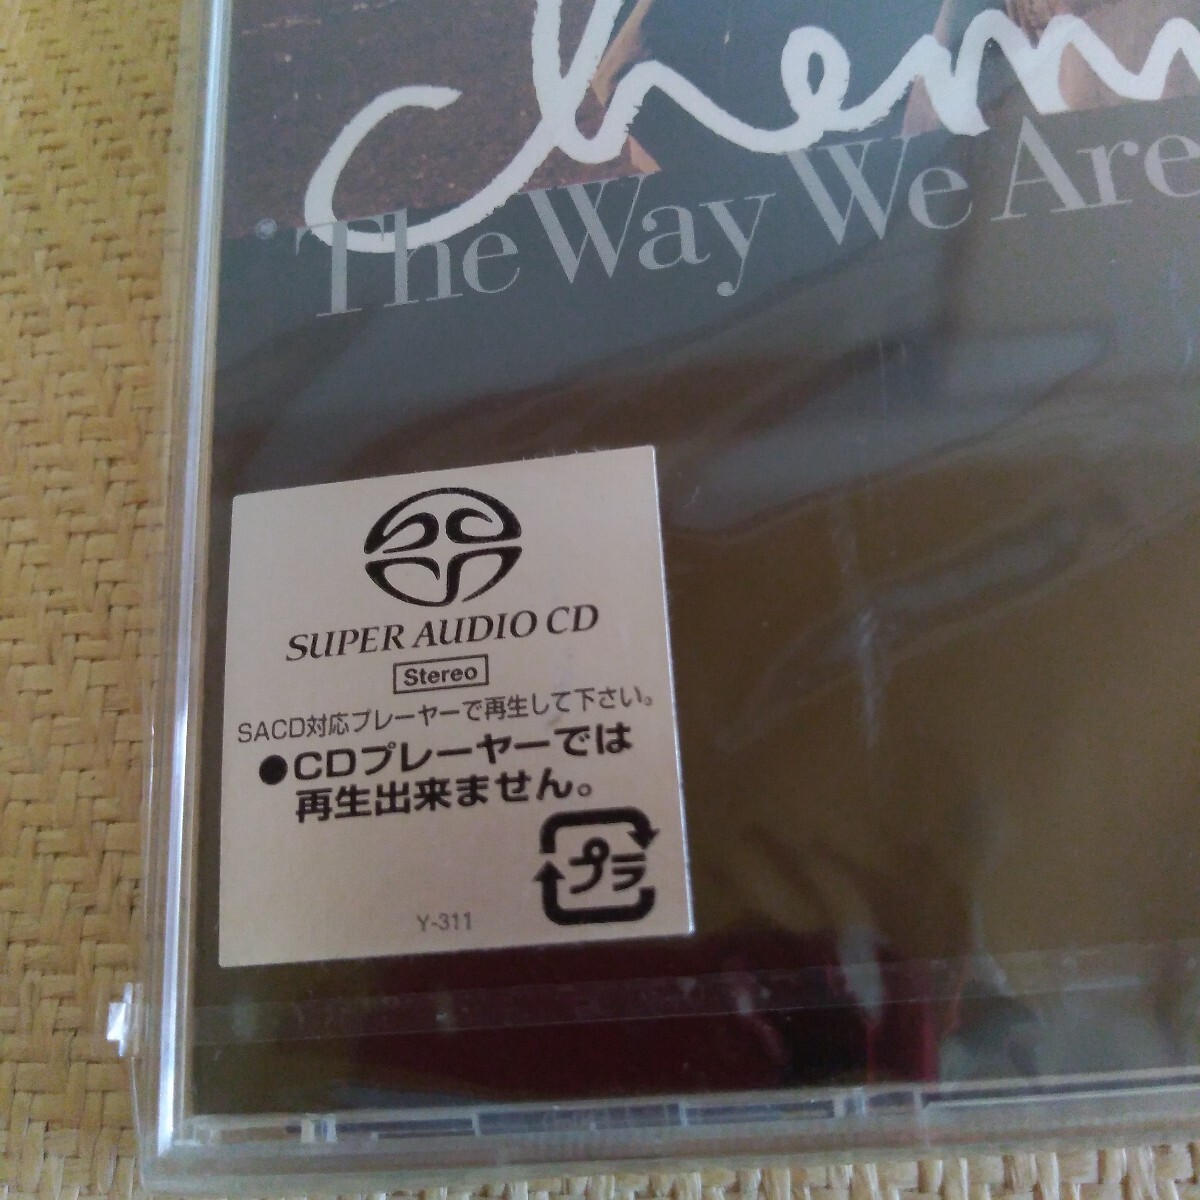 Chem
The Way We Are
SUPER AUDIO CD
Stereo
SACD対応プレーヤーで再生して下さい。
●CDプレーヤーでは
再生出来ません。
プラ
Y-311